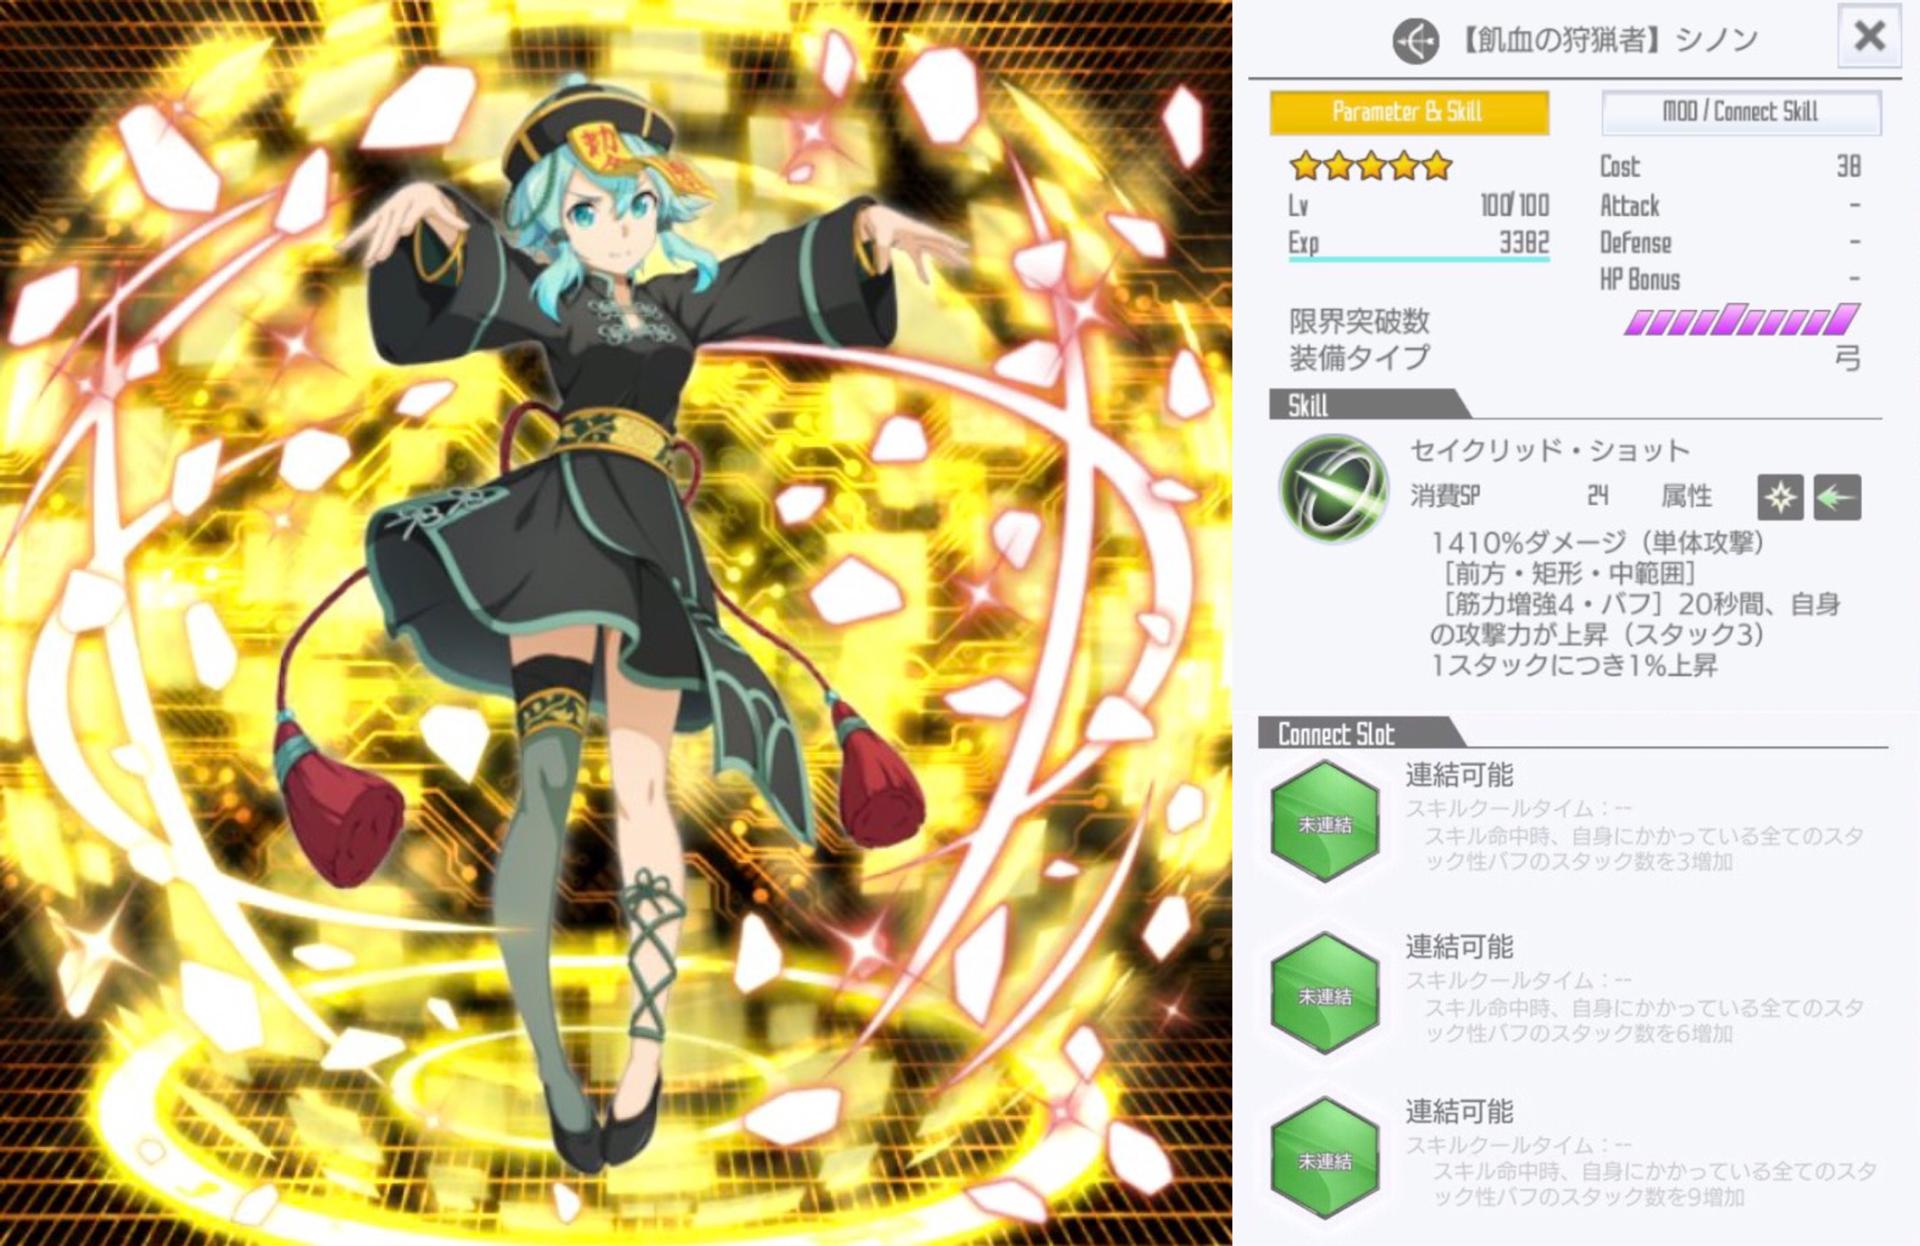 【飢血の狩猟者】シノン
Parameter & Skill
MOD / Connect Skill
Lv 100/100
Exp 3382
Cost 38
Attack -
Defense -
HP Bonus -
限界突破数
装備タイプ 弓
Skill
セイクリッド・ショット
消費SP 24 属性
1410%ダメージ（単体攻撃）
［前方・矩形・中範囲］
［筋力増強4・バフ］20秒間、自身
の攻撃力が上昇（スタック3）
1スタックにつき1%上昇
Connect Slot
未連結
連結可能
スキルクールタイム：--
スキル命中時、自身にかかっている全てのスタ
ック性バフのスタック数を3増加
未連結
連結可能
スキルクールタイム：--
スキル命中時、自身にかかっている全てのスタ
ック性バフのスタック数を6増加
未連結
連結可能
スキルクールタイム：--
スキル命中時、自身にかかっている全てのスタ
ック性バフのスタック数を9増加